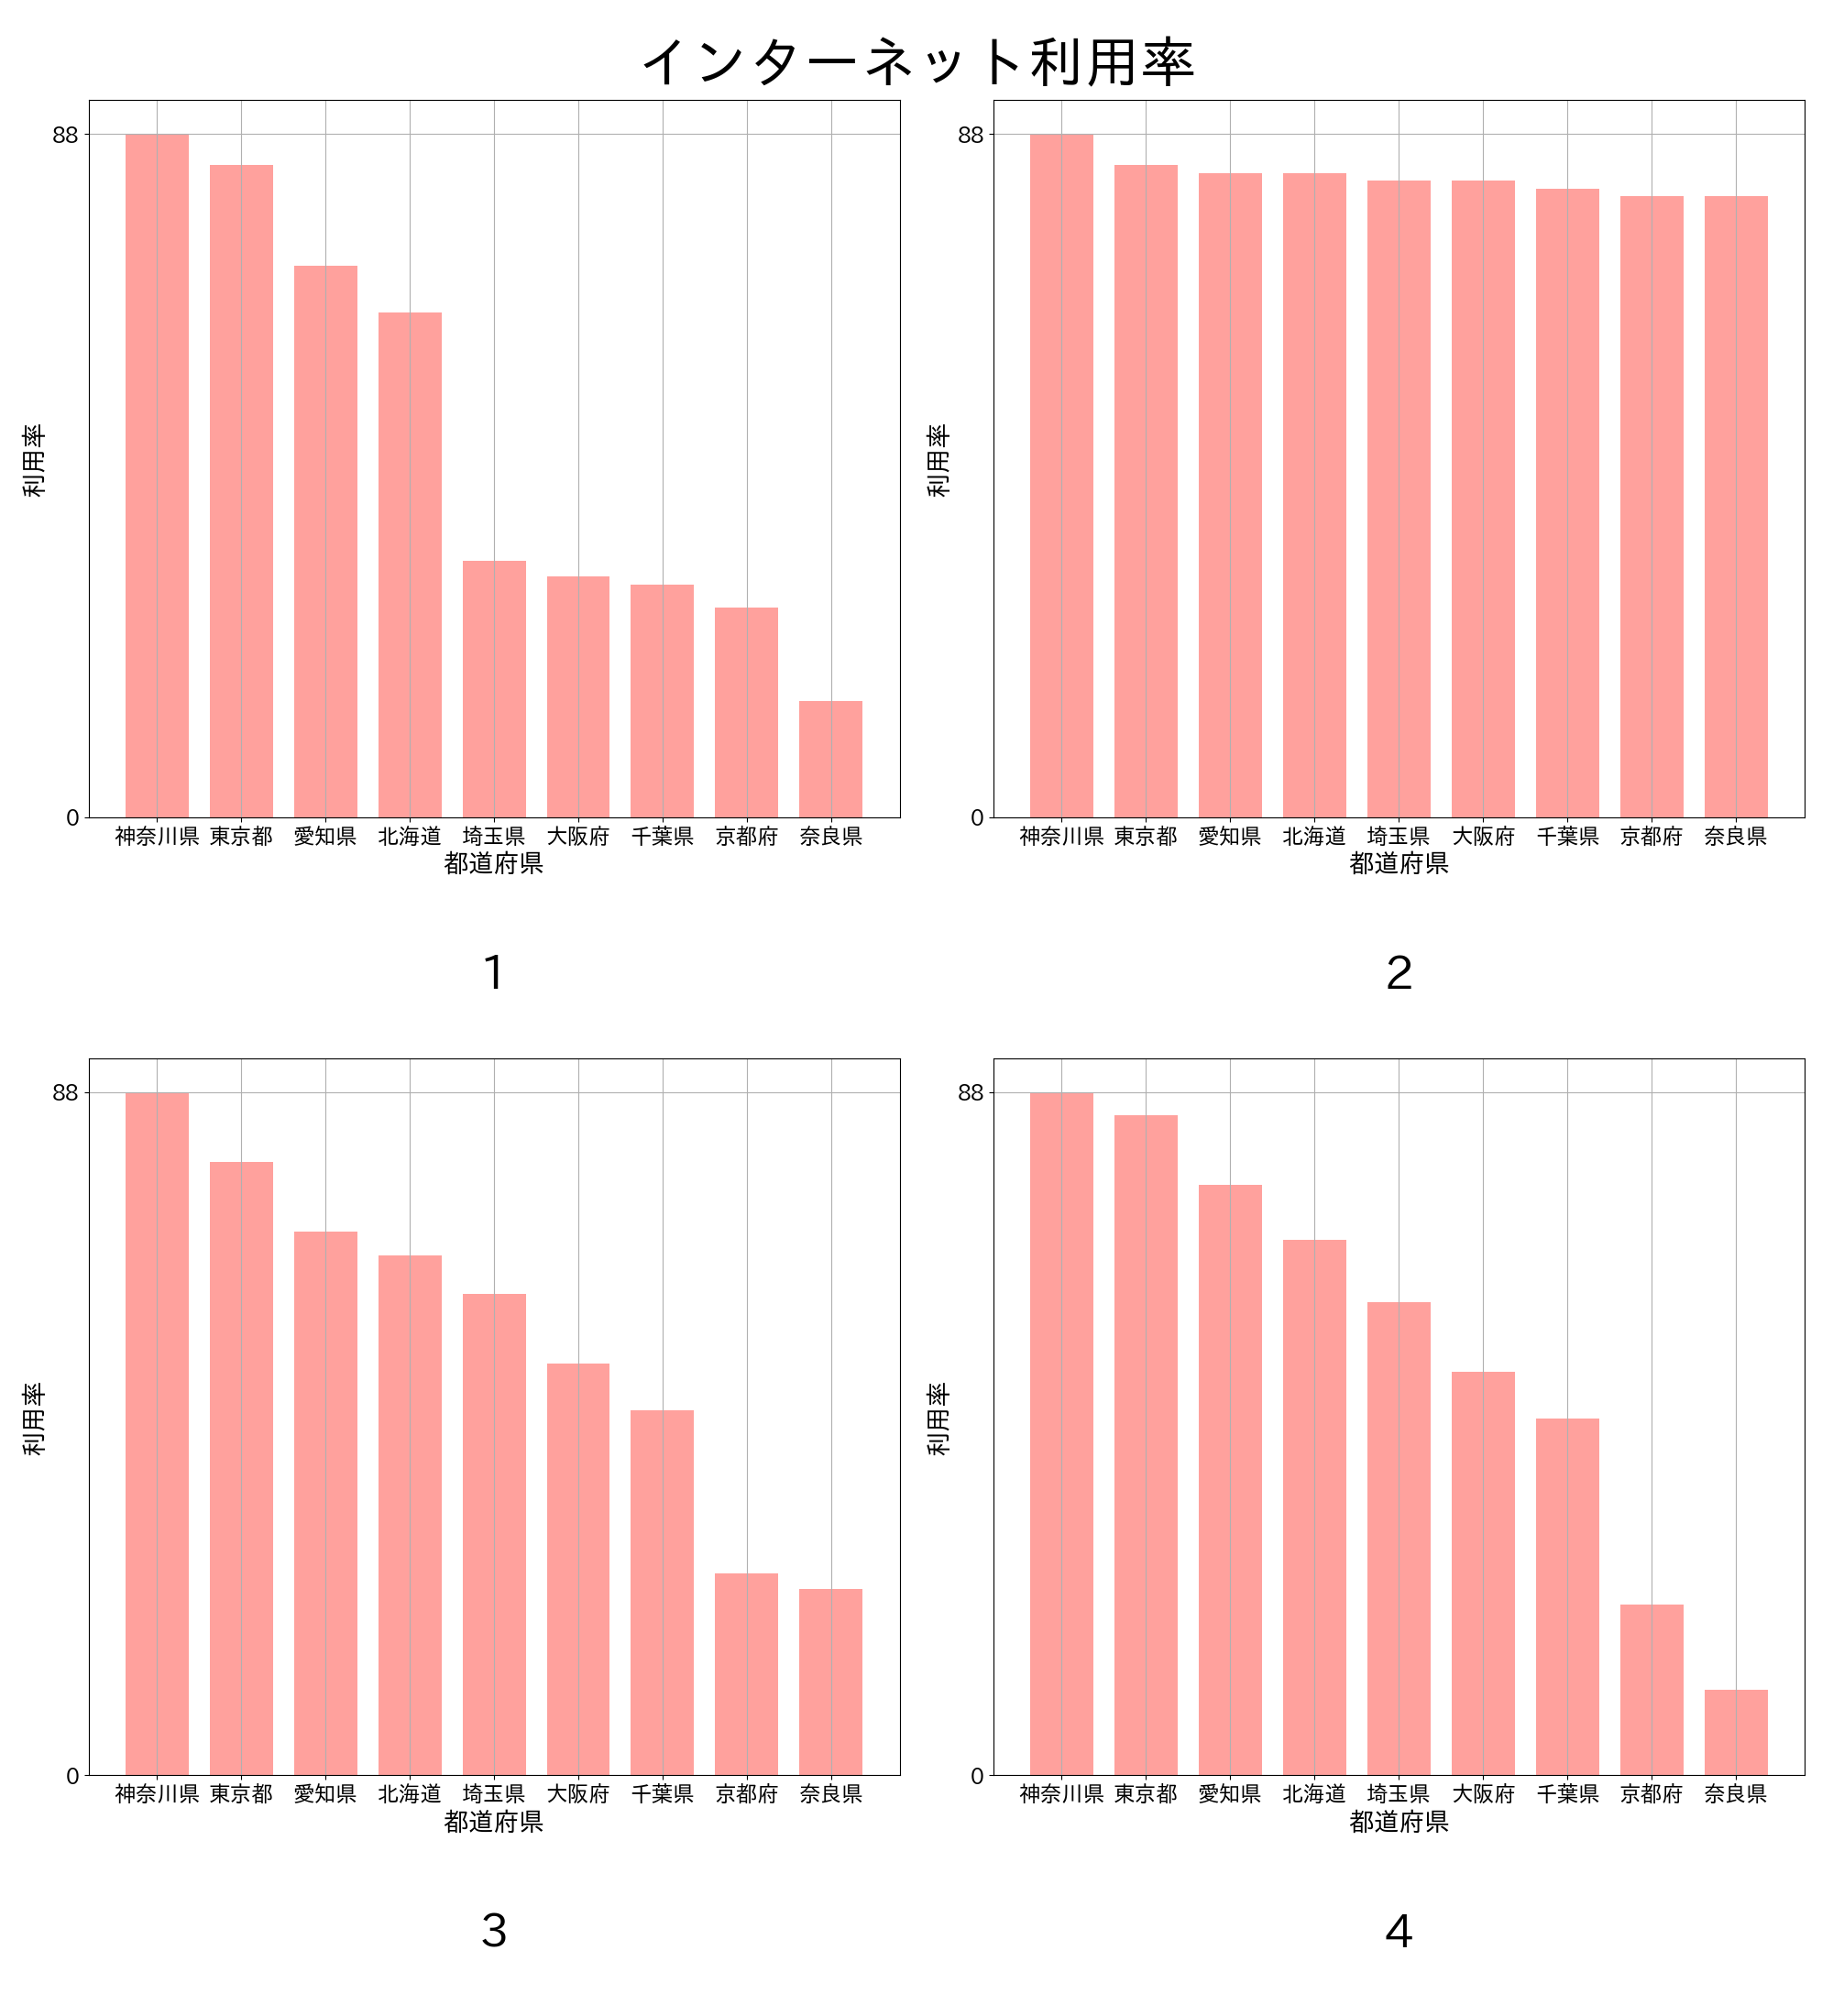 インターネット利用率
88
0
利用率
神奈川県 東京都 愛知県 北海道 埼玉県 大阪府 千葉県 京都府 奈良県
都道府県
1
88
0
利用率
神奈川県 東京都 愛知県 北海道 埼玉県 大阪府 千葉県 京都府 奈良県
都道府県
2
88
0
利用率
神奈川県 東京都 愛知県 北海道 埼玉県 大阪府 千葉県 京都府 奈良県
都道府県
3
88
0
利用率
神奈川県 東京都 愛知県 北海道 埼玉県 大阪府 千葉県 京都府 奈良県
都道府県
4